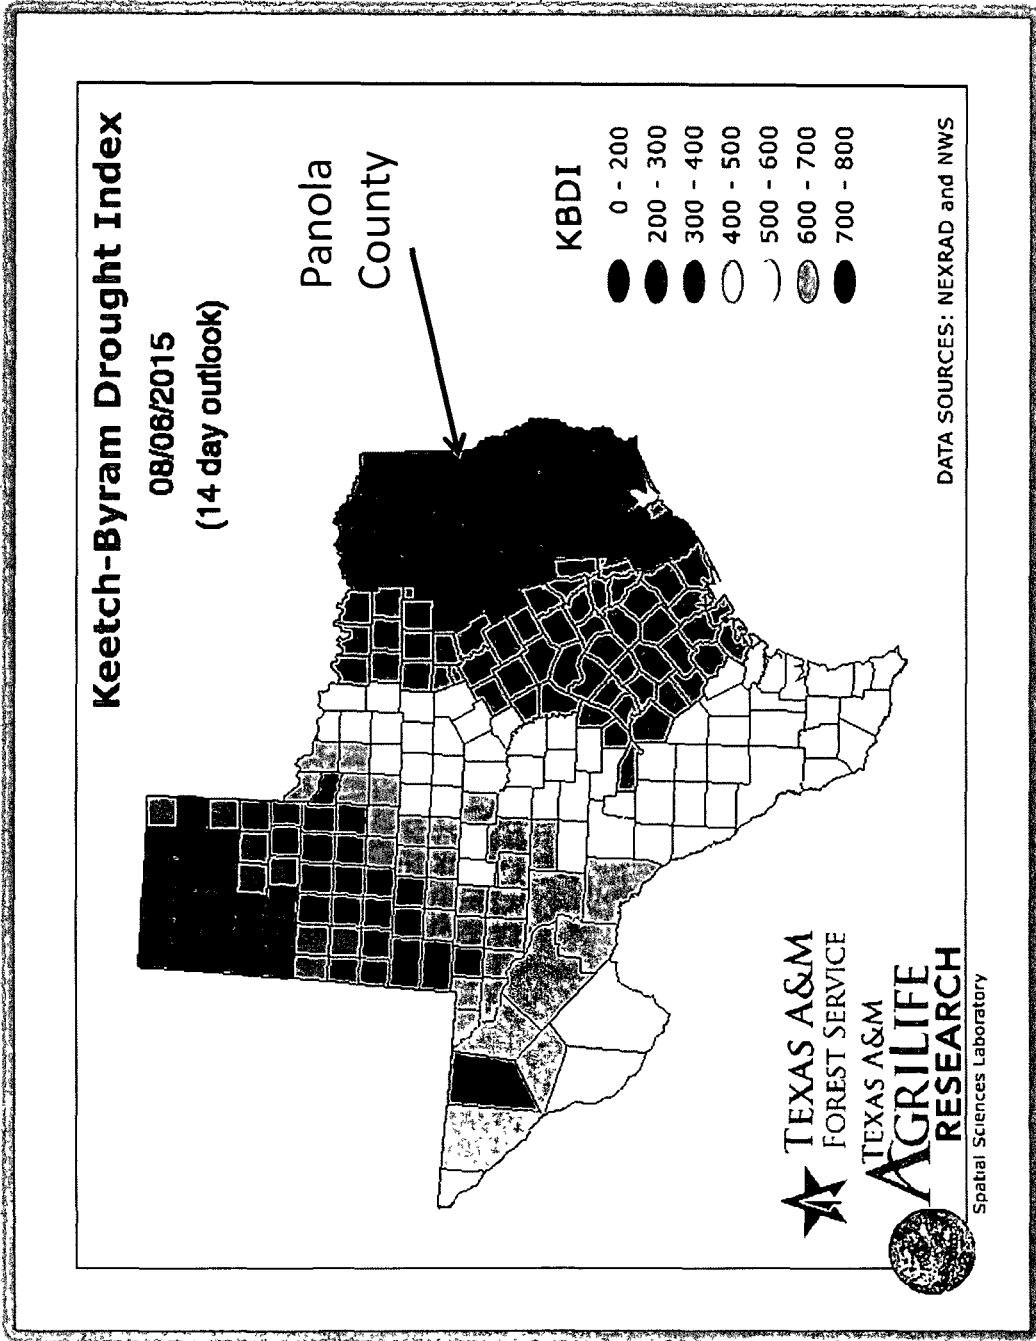 Keetch-Byram Drought Index
08/06/2015
(14 day outlook)
Panola
County
KBDI
0 - 200
200 - 300
300 - 400
400 - 500
500 - 600
600 - 700
700 - 800
TEXAS A&M
FOREST SERVICE
TEXAS A&M
AGRILIFE
RESEARCH
Spatial Sciences Laboratory
DATA SOURCES: NEXRAD and NWS